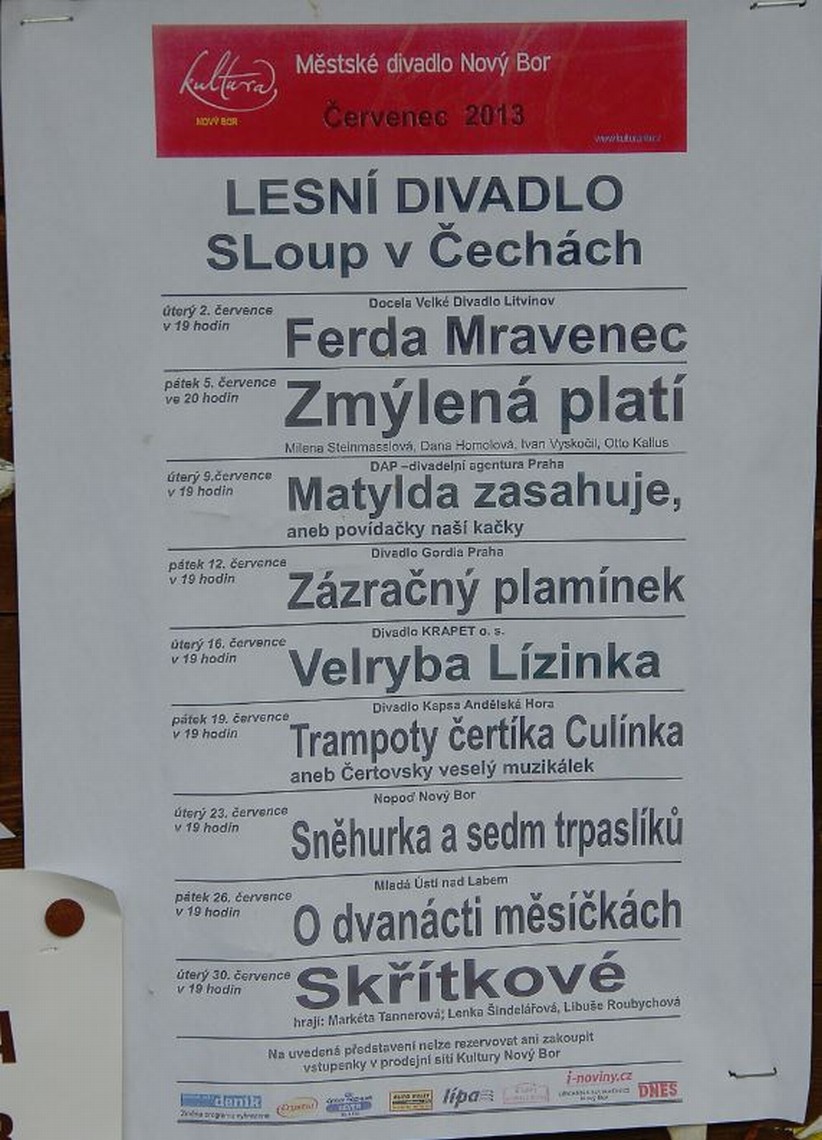 kultura
NOVÝ BOR
Městské divadlo Nový Bor
Červenec 2013
LESNÍ DIVADLO
SLoup v Čechách
Docela Velké Divadlo Litvínov
úterý 2. července
v 19 hodin
Ferda Mravenec
pátek 5. července
ve 20 hodin
Zmýlená platí
Milena Steinmasslová, Dana Homolová, Ivan Vyskočil, Otto Kallus
DAP –divadelní agentura Praha
úterý 9.července
v 19 hodin
Matylda zasahuje,
aneb povídačky naší kačky
Divadlo Gordia Praha
pátek 12. července
v 19 hodin
Zázračný plamínek
Divadlo KRAPET o. s.
úterý 16. července
v 19 hodin
Velryba Lízinka
Divadlo Kapsa Andělská Hora
pátek 19. července
v 19 hodin
Trampoty čertíka Culínka
aneb Čertovsky veselý muzikálek
Nopoď Nový Bor
úterý 23. července
v 19 hodin
Sněhurka a sedm trpaslíků
Mladá Ústí nad Labem
pátek 26. července
v 19 hodin
O dvanácti měsíčkách
úterý 30. července
v 19 hodin
Skřítkové
hrají: Markéta Tannerová; Lenka Šindelářová, Libuše Roubychová
Na uvedená představení nelze rezervovat ani zakoupit
vstupenky v prodejní síti Kultury Nový Bor
deník
Crystal
lípa
i-noviny.cz
DNES